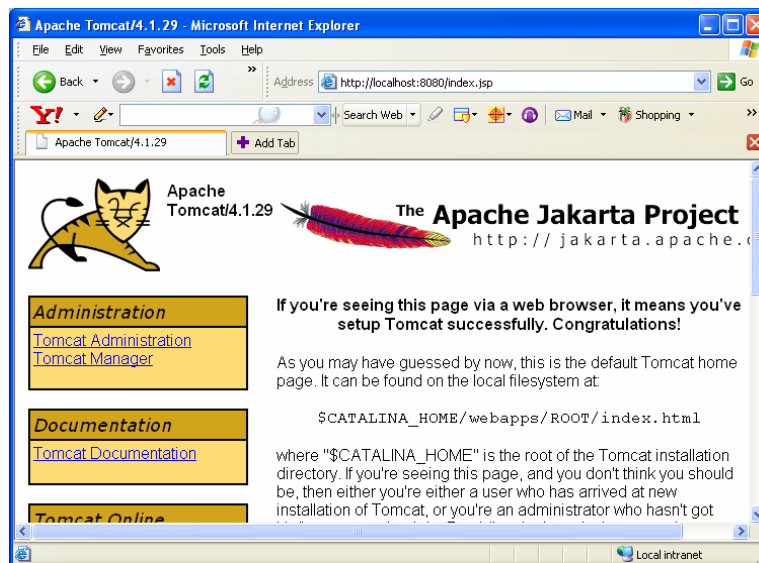 Apache Tomcat/4.1.29 - Microsoft Internet Explorer
File Edit View Favorites Tools Help
Back » Address http://localhost:8080/index.jsp Go
Y! Search Web Mail Shopping »
Apache Tomcat/4.1.29 Add Tab
Apache
Tomcat/4.1.29
The Apache Jakarta Project
http://jakarta.apache.
Administration
Tomcat Administration
Tomcat Manager
Documentation
Tomcat Documentation
Tomcat Online
If you're seeing this page via a web browser, it means you've
setup Tomcat successfully. Congratulations!
As you may have guessed by now, this is the default Tomcat home
page. It can be found on the local filesystem at:
$CATALINA_HOME/webapps/ROOT/index.html
where "$CATALINA_HOME" is the root of the Tomcat installation
directory. If you're seeing this page, and you don't think you should
be, then either you're either a user who has arrived at new
installation of Tomcat, or you're an administrator who hasn't got
Local intranet